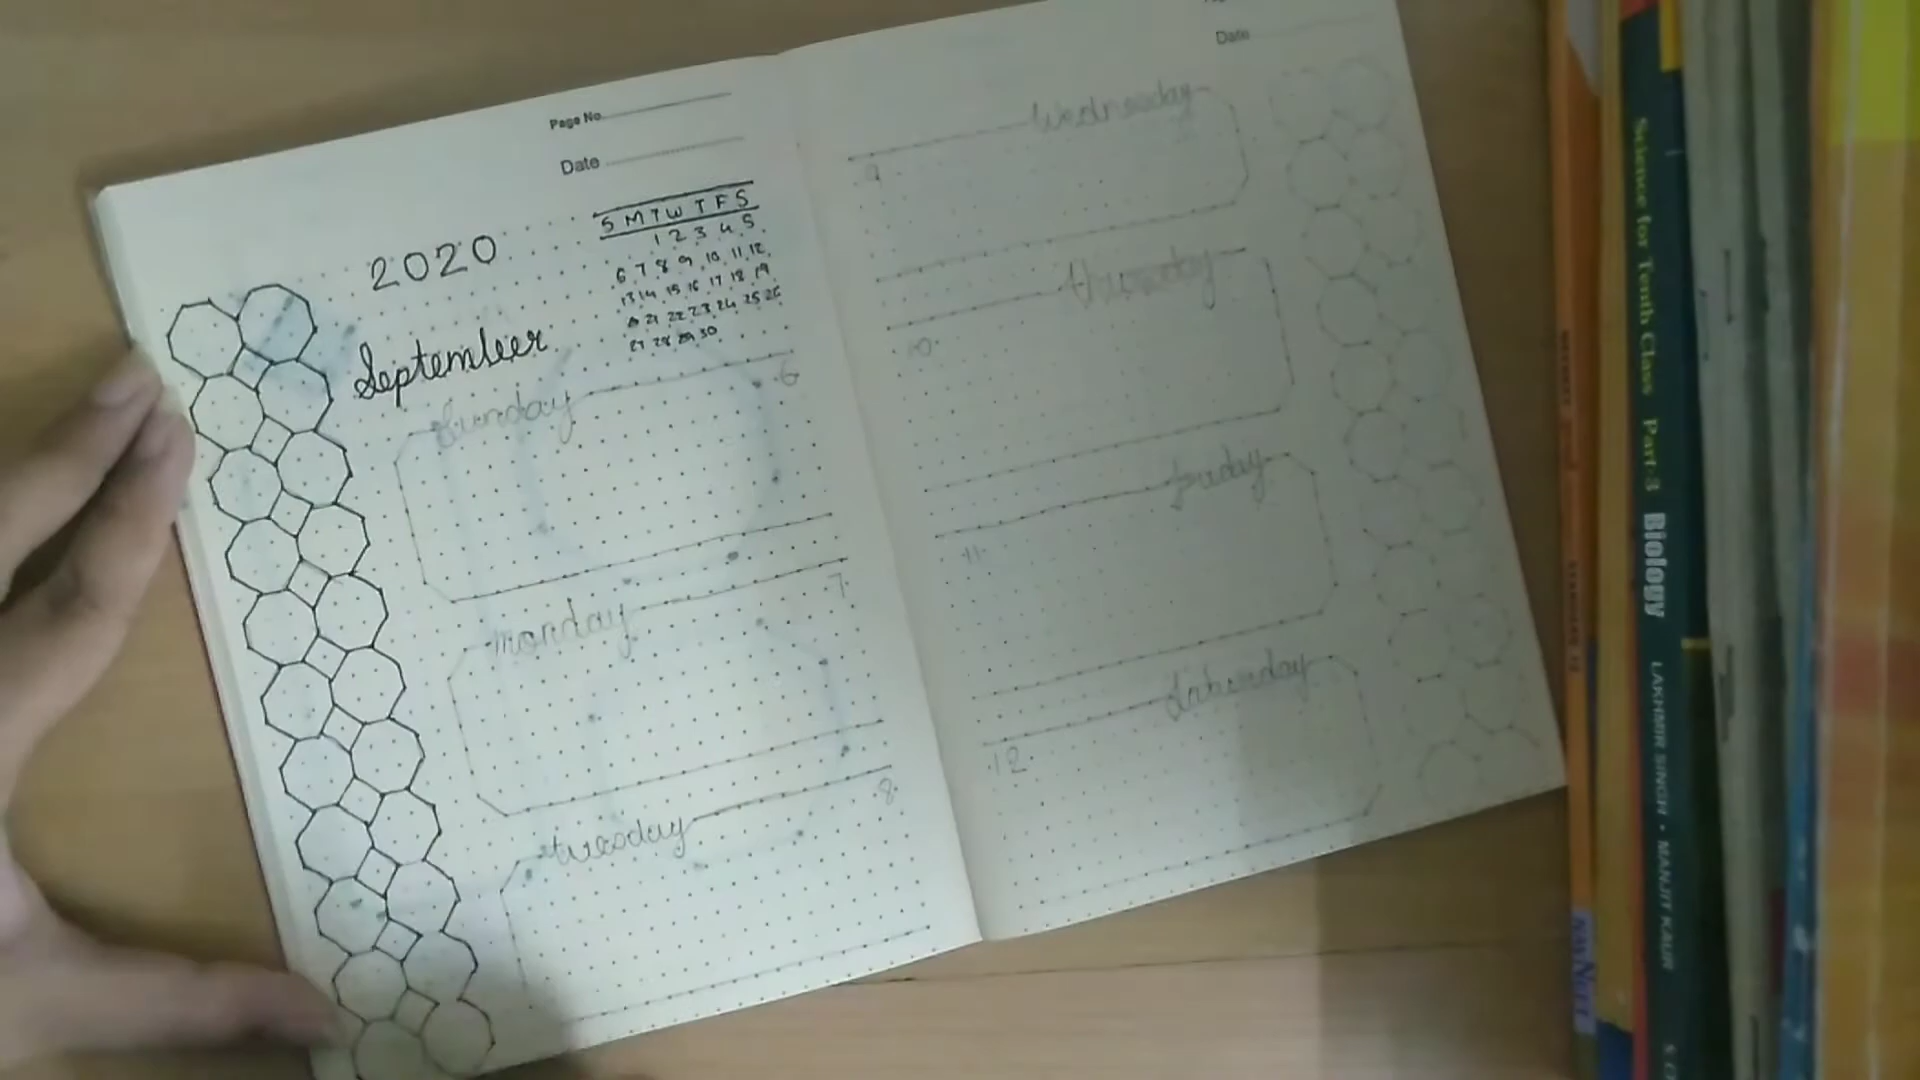 Page No.
Date
2020
September
S M T W T F S
1 2 3 4 5
6 7 8 9 10 11 12
13 14 15 16 17 18 19
21 22 23 24 25 26
27 28 29 30
Sunday
6
Monday
7
tuesday
8
Date
Wednesday
9
thursday
10
friday
11
Saturday
12
Science for Tenth Class Part-3 Biology LAKHMIR SINGH • MANJIT KAUR